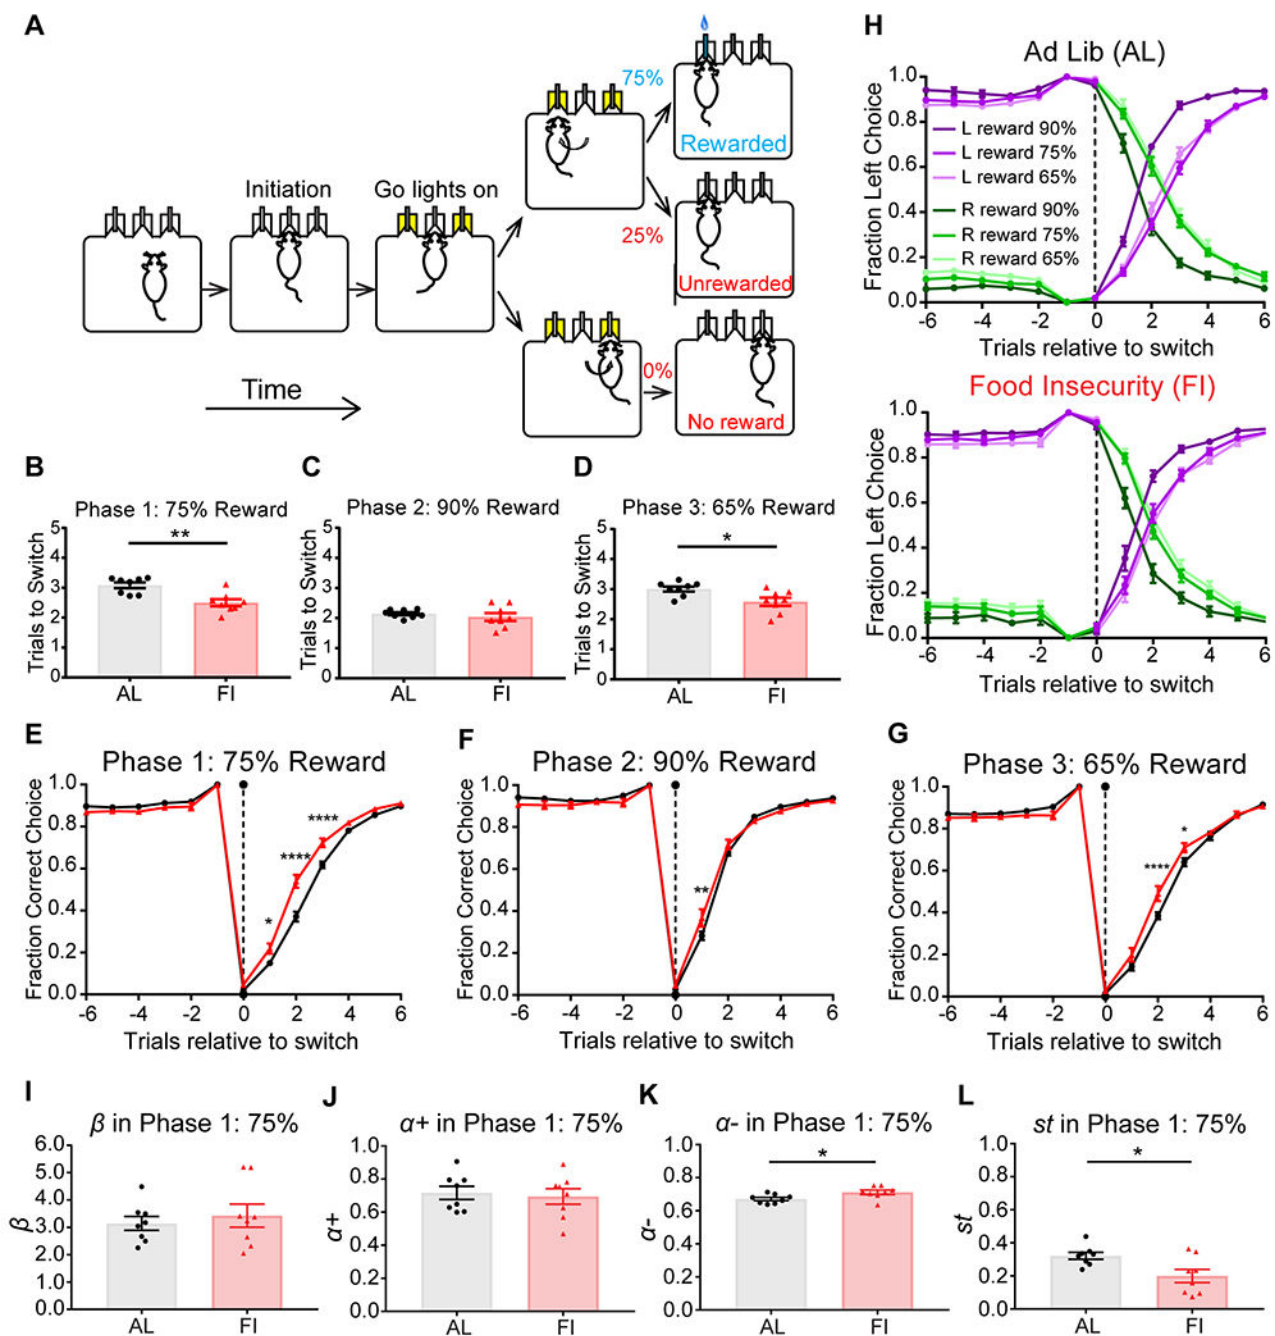 A
Initiation
Go lights on
75%
Rewarded
25%
Unrewarded
0%
No reward
Time
H
Ad Lib (AL)
Fraction Left Choice
1.0
0.8
0.6
0.4
0.2
0.0
L reward 90%
L reward 75%
L reward 65%
R reward 90%
R reward 75%
R reward 65%
-6 -4 -2 0 2 4 6
Trials relative to switch
Food Insecurity (FI)
Fraction Left Choice
1.0
0.8
0.6
0.4
0.2
0.0
-6 -4 -2 0 2 4 6
Trials relative to switch
B
Phase 1: 75% Reward
Trials to Switch
5
4
3
2
1
0
**
AL FI
C
Phase 2: 90% Reward
Trials to Switch
5
4
3
2
1
0
AL FI
D
Phase 3: 65% Reward
Trials to Switch
5
4
3
2
1
0
*
AL FI
E
Phase 1: 75% Reward
Fraction Correct Choice
1.0
0.8
0.6
0.4
0.2
0.0
*
****
****
-6 -4 -2 0 2 4 6
Trials relative to switch
F
Phase 2: 90% Reward
Fraction Correct Choice
1.0
0.8
0.6
0.4
0.2
0.0
**
-6 -4 -2 0 2 4 6
Trials relative to switch
G
Phase 3: 65% Reward
Fraction Correct Choice
1.0
0.8
0.6
0.4
0.2
0.0
****
*
-6 -4 -2 0 2 4 6
Trials relative to switch
I
β in Phase 1: 75%
β
6.0
5.0
4.0
3.0
2.0
1.0
0.0
AL FI
J
α+ in Phase 1: 75%
α+
1.0
0.8
0.6
0.4
0.2
0.0
AL FI
K
α- in Phase 1: 75%
α-
1.0
0.8
0.6
0.4
0.2
0.0
*
AL FI
L
st in Phase 1: 75%
st
1.0
0.8
0.6
0.4
0.2
0.0
*
AL FI